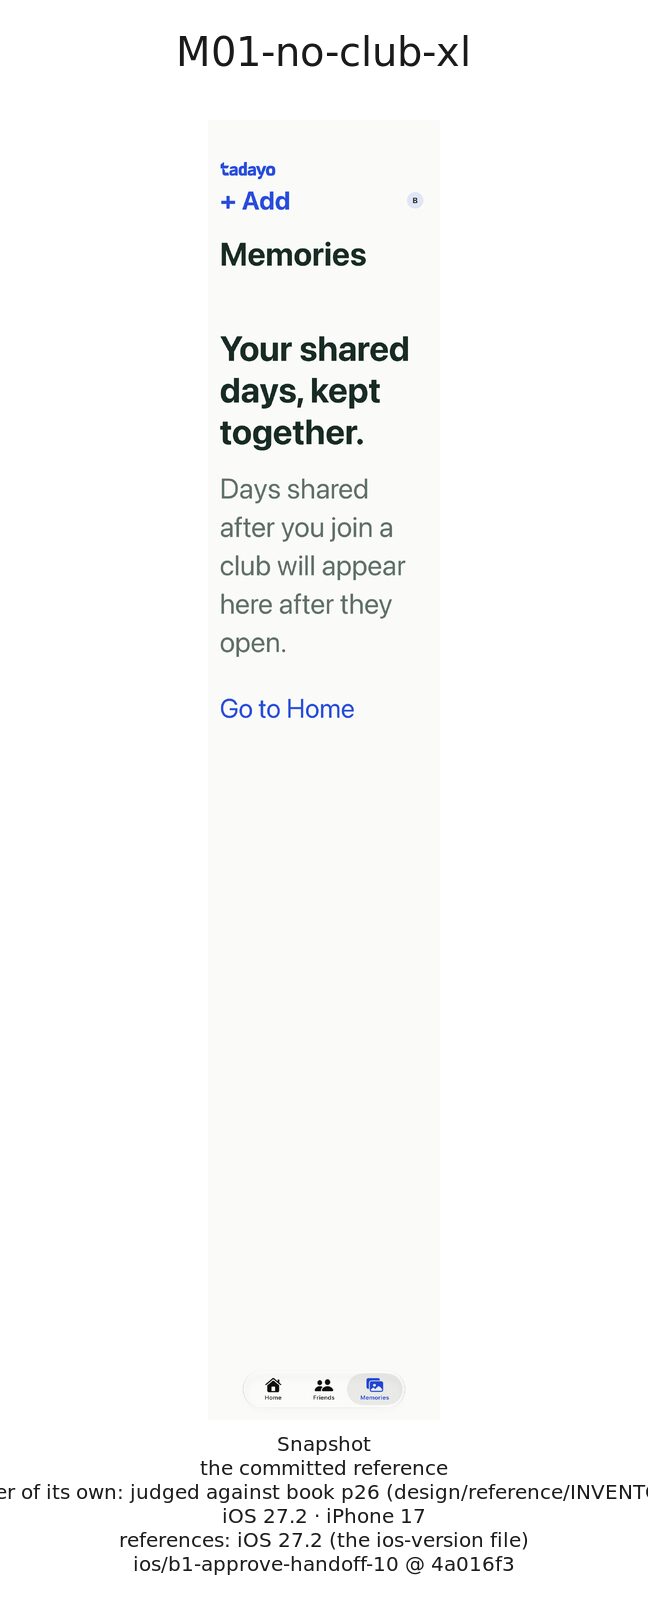 M01-no-club-xl
tadayo
+ Add
B
Memories
Your shared
days, kept
together.
Days shared
after you join a
club will appear
here after they
open.
Go to Home
Home
Friends
Memories
Snapshot
the committed reference
er of its own: judged against book p26 (design/reference/INVENTO
iOS 27.2 · iPhone 17
references: iOS 27.2 (the ios-version file)
ios/b1-approve-handoff-10 @ 4a016f3